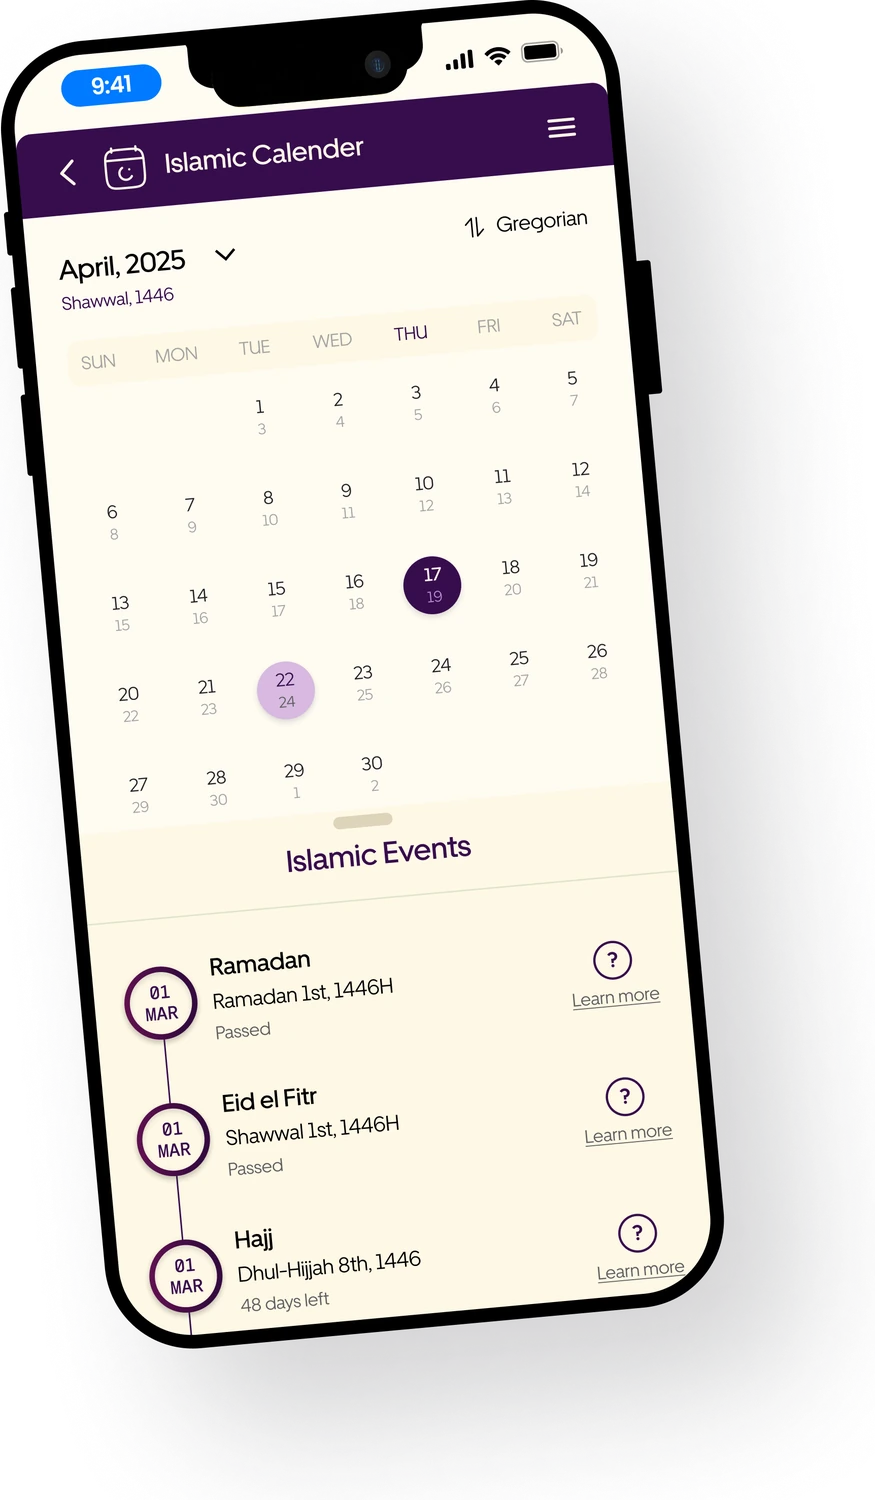 9:41
Islamic Calender
Gregorian
April, 2025
Shawwal, 1446
SUN MON TUE WED THU FRI SAT
1 2 3 4 5
3 4 5 6 7
6 7 8 9 10 11 12
8 9 10 11 12 13 14
13 14 15 16 17 18 19
15 16 17 18 19 20 21
20 21 22 23 24 25 26
22 23 24 25 26 27 28
27 28 29 30
29 30 1 2
Islamic Events
01
MAR
Ramadan
Ramadan 1st, 1446H
Passed
?
Learn more
01
MAR
Eid el Fitr
Shawwal 1st, 1446H
Passed
?
Learn more
01
MAR
Hajj
Dhul-Hijjah 8th, 1446
48 days left
?
Learn more